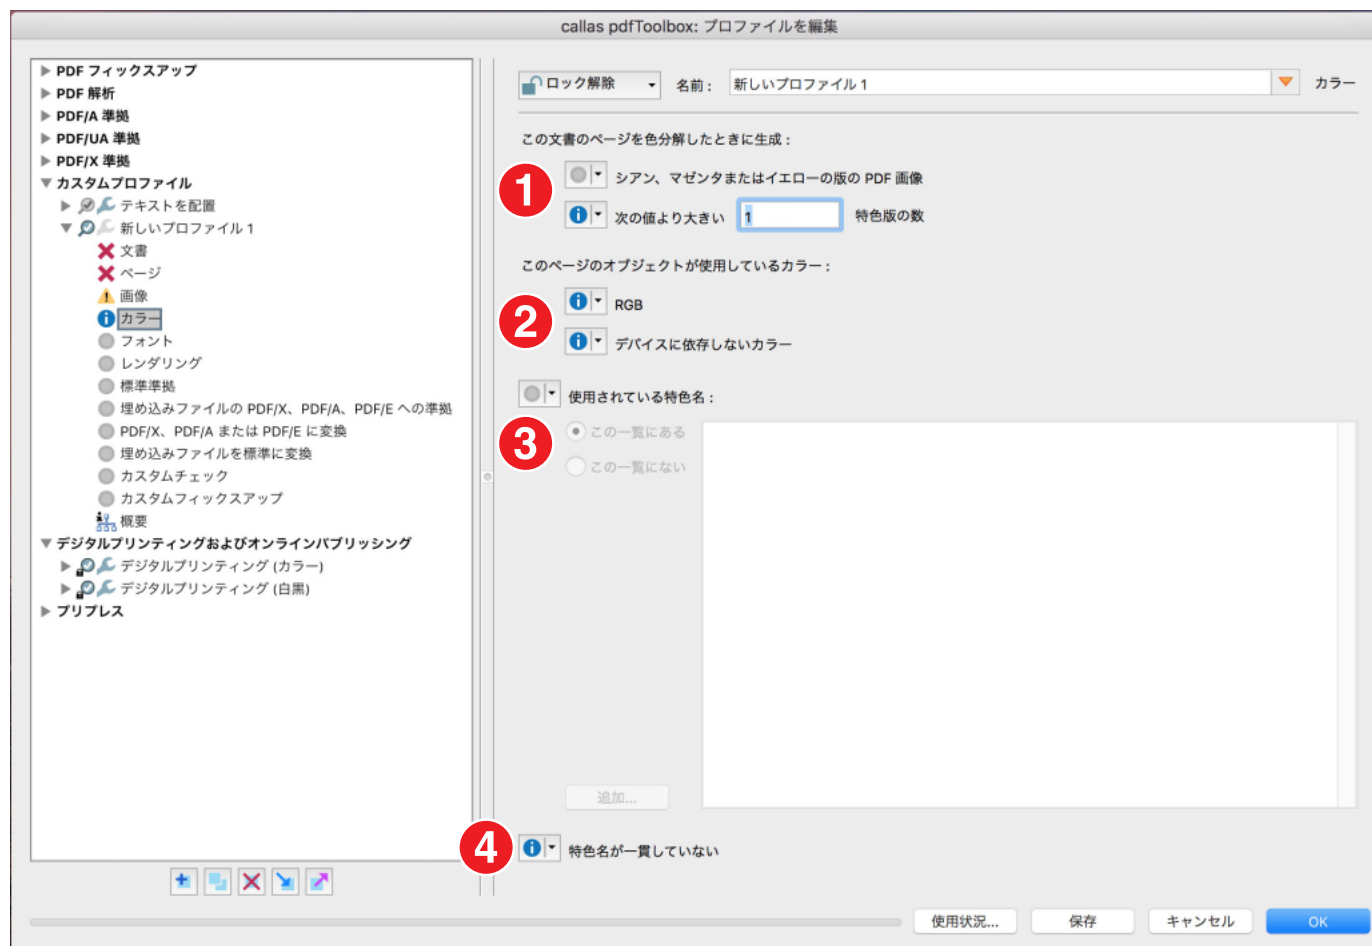 callas pdfToolbox: プロファイルを編集
PDF フィックスアップ
PDF 解析
PDF/A 準拠
PDF/UA 準拠
PDF/X 準拠
カスタムプロファイル
テキストを配置
新しいプロファイル 1
文書
ページ
画像
カラー
フォント
レンダリング
標準準拠
埋め込みファイルの PDF/X、PDF/A、PDF/E への準拠
PDF/X、PDF/A または PDF/E に変換
埋め込みファイルを標準に変換
カスタムチェック
カスタムフィックスアップ
概要
デジタルプリンティングおよびオンラインパブリッシング
デジタルプリンティング (カラー)
デジタルプリンティング (白黒)
プリプレス
ロック解除 名前 : 新しいプロファイル 1 カラー
この文書のページを色分解したときに生成 :
1
シアン、マゼンタまたはイエローの版の PDF 画像
次の値より大きい 1 特色版の数
このページのオブジェクトが使用しているカラー :
2
RGB
デバイスに依存しないカラー
使用されている特色名 :
3
この一覧にある
この一覧にない
追加...
4 特色名が一貫していない
使用状況... 保存 キャンセル OK